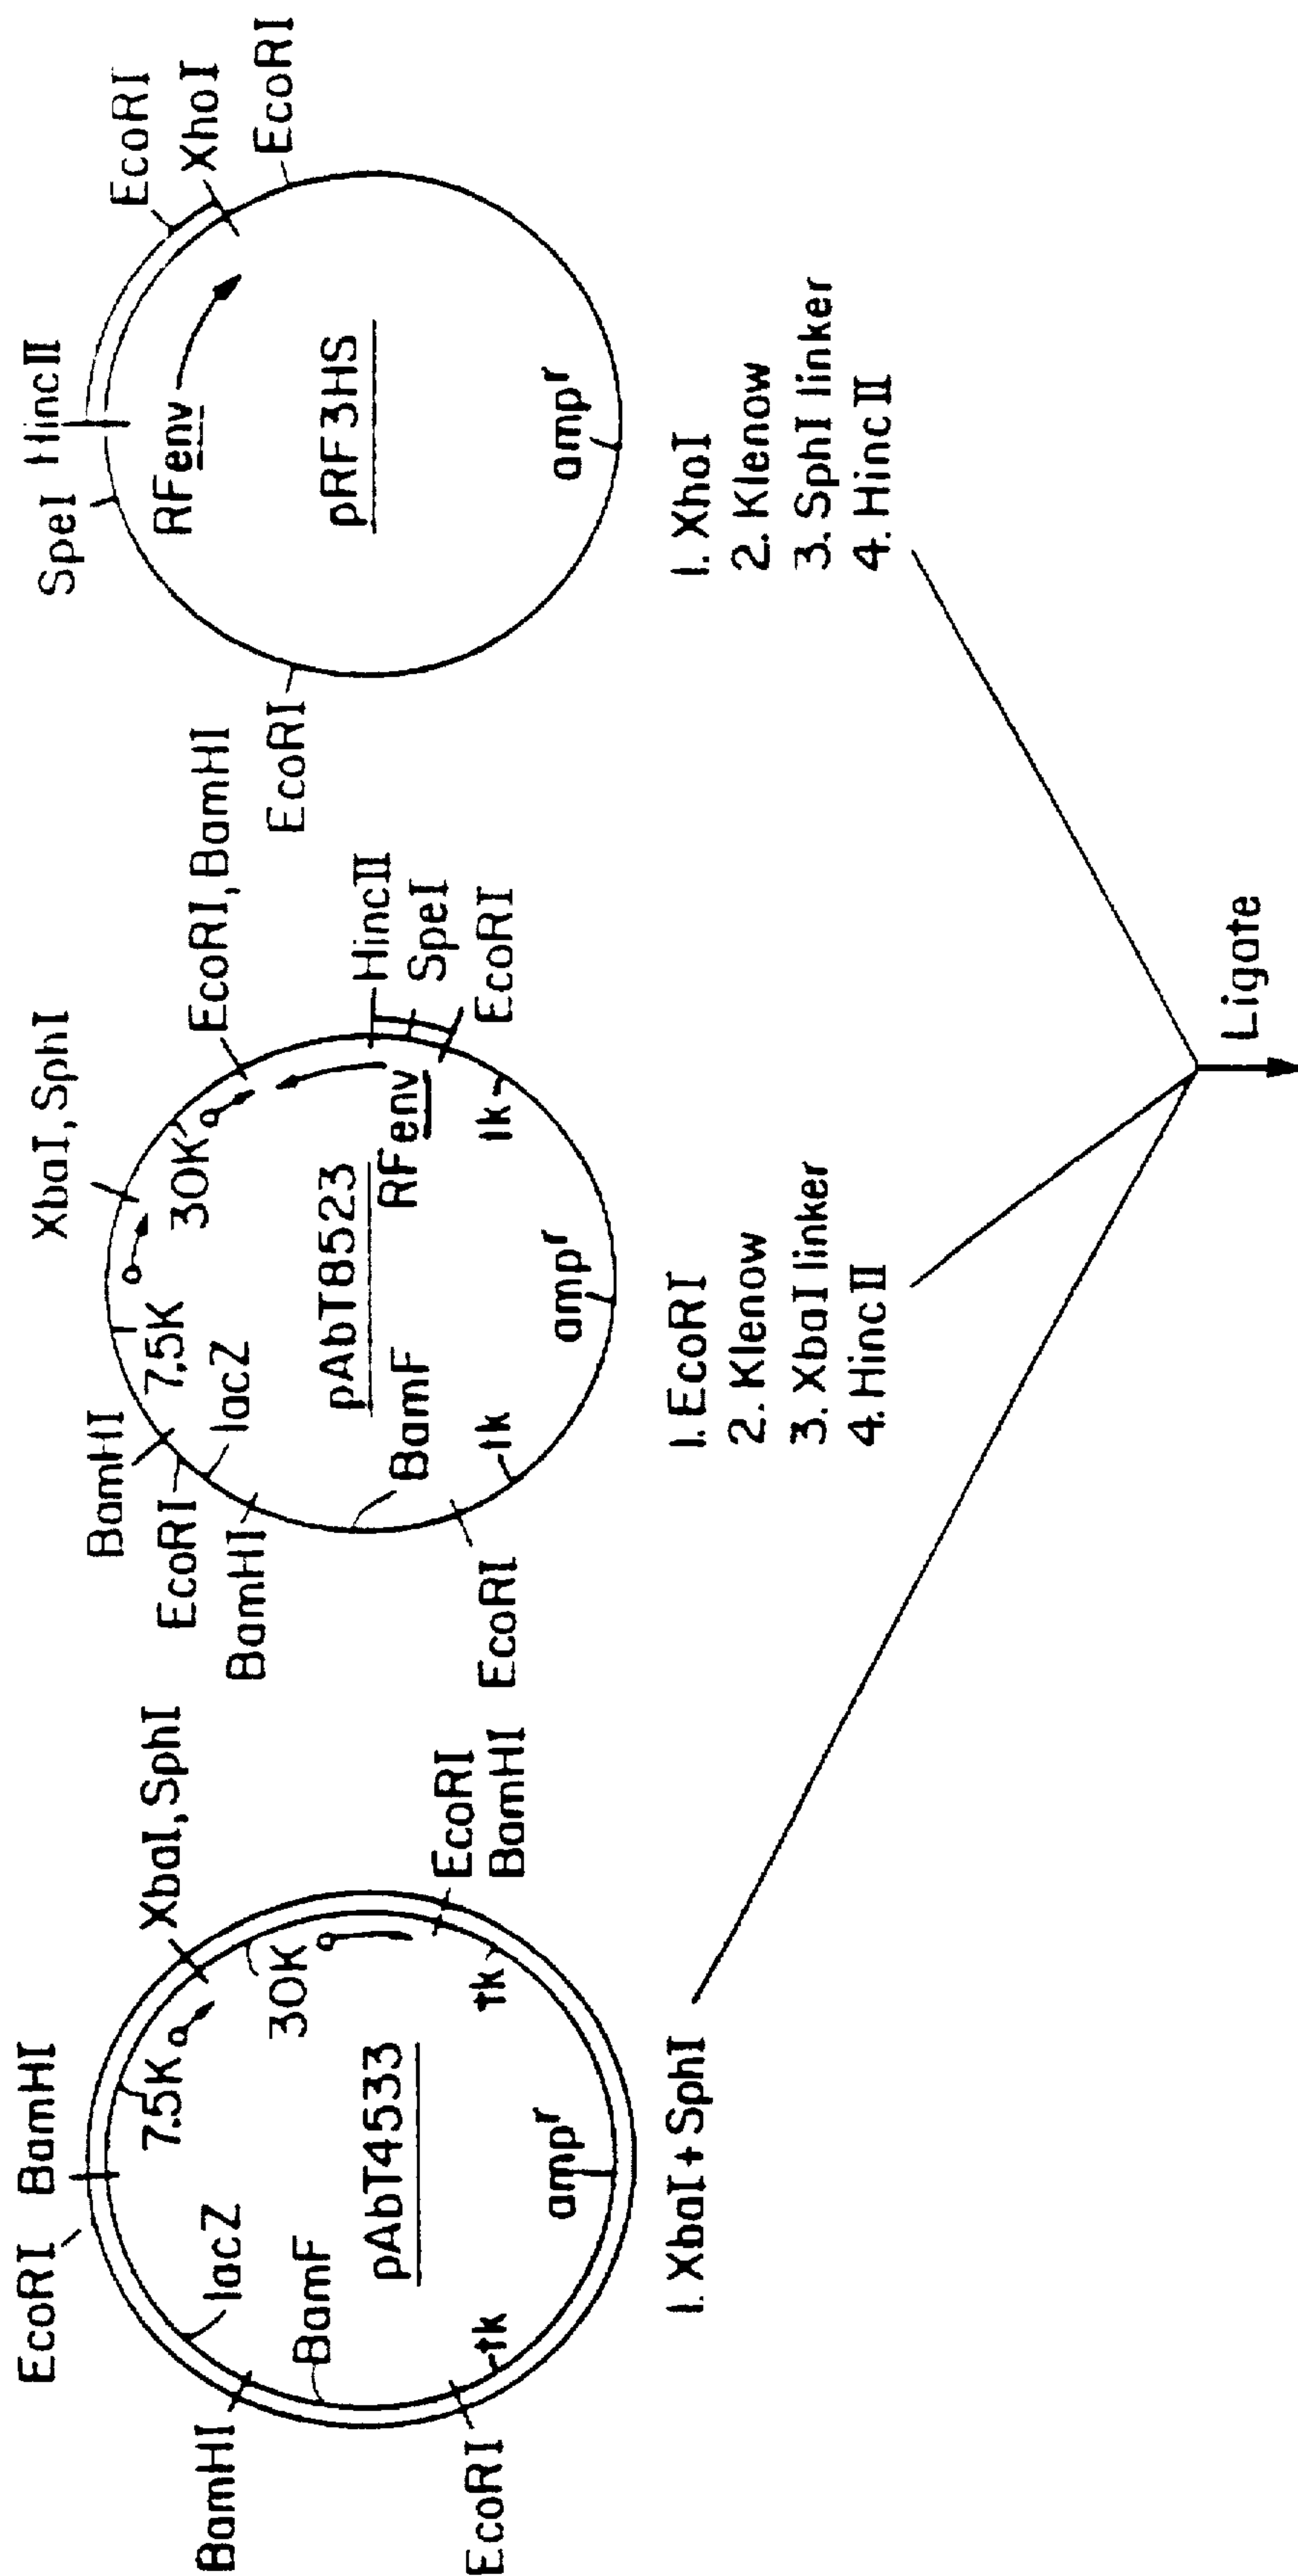 EcoRI
BamHI
XbaI, SphI
7.5K
30K
lacZ
BamF
BamHI
EcoRI
EcoRI
BamHI
tk
tk
pAbT4533
ampʳ
1. XbaI + SphI
BamHI
EcoRI
BamHI
EcoRI
XbaI, SphI
EcoRI, BamHI
7.5K
30K
lacZ
BamF
pAbT8523
RFenv
HincII
SpeI
EcoRI
tk
tk
ampʳ
1. EcoRI
2. Klenow
3. XbaI linker
4. HincII
SpeI
HincII
EcoRI
XhoI
EcoRI
EcoRI
RFenv
pRF3HS
ampʳ
1. XhoI
2. Klenow
3. SphI linker
4. HincII
Ligate